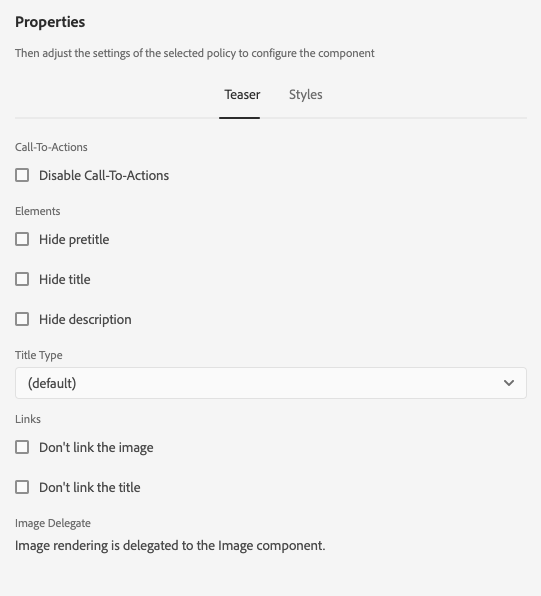 Properties
Then adjust the settings of the selected policy to configure the component
Teaser Styles
Call-To-Actions
Disable Call-To-Actions
Elements
Hide pretitle
Hide title
Hide description
Title Type
(default)
Links
Don't link the image
Don't link the title
Image Delegate
Image rendering is delegated to the Image component.